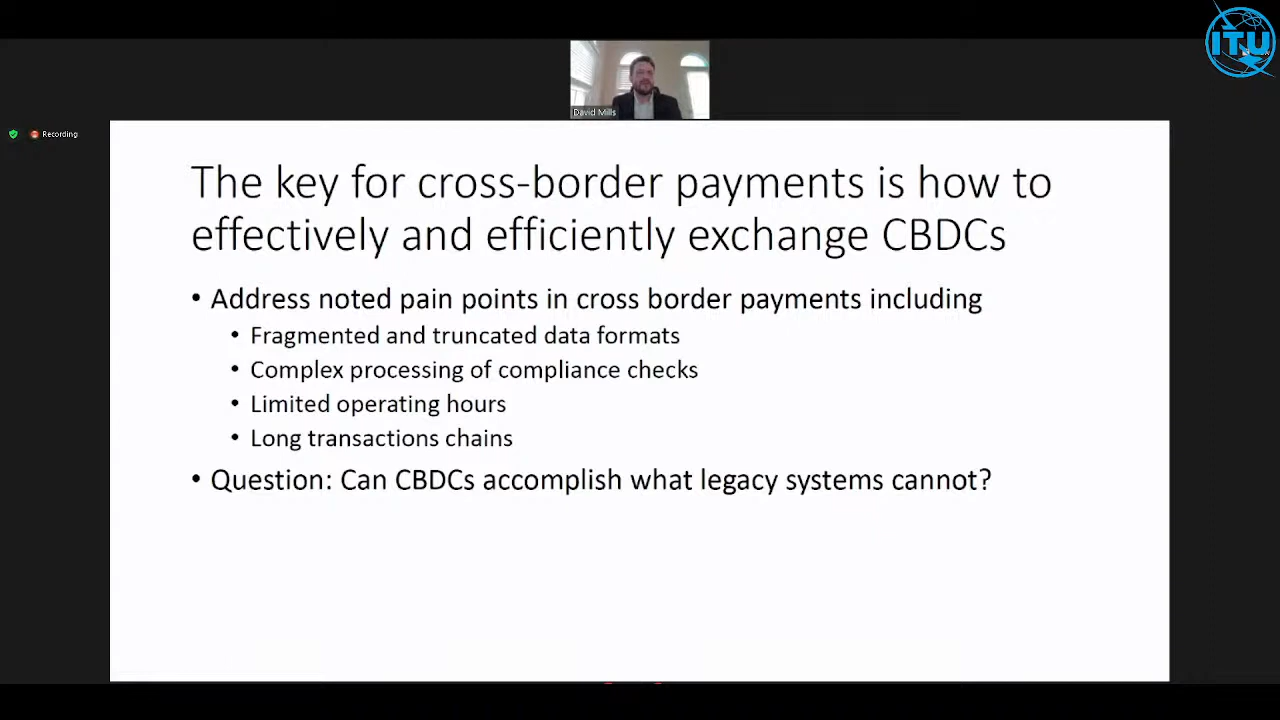 ITU
David Mills
Recording
The key for cross-border payments is how to
effectively and efficiently exchange CBDCs
• Address noted pain points in cross border payments including
• Fragmented and truncated data formats
• Complex processing of compliance checks
• Limited operating hours
• Long transactions chains
• Question: Can CBDCs accomplish what legacy systems cannot?